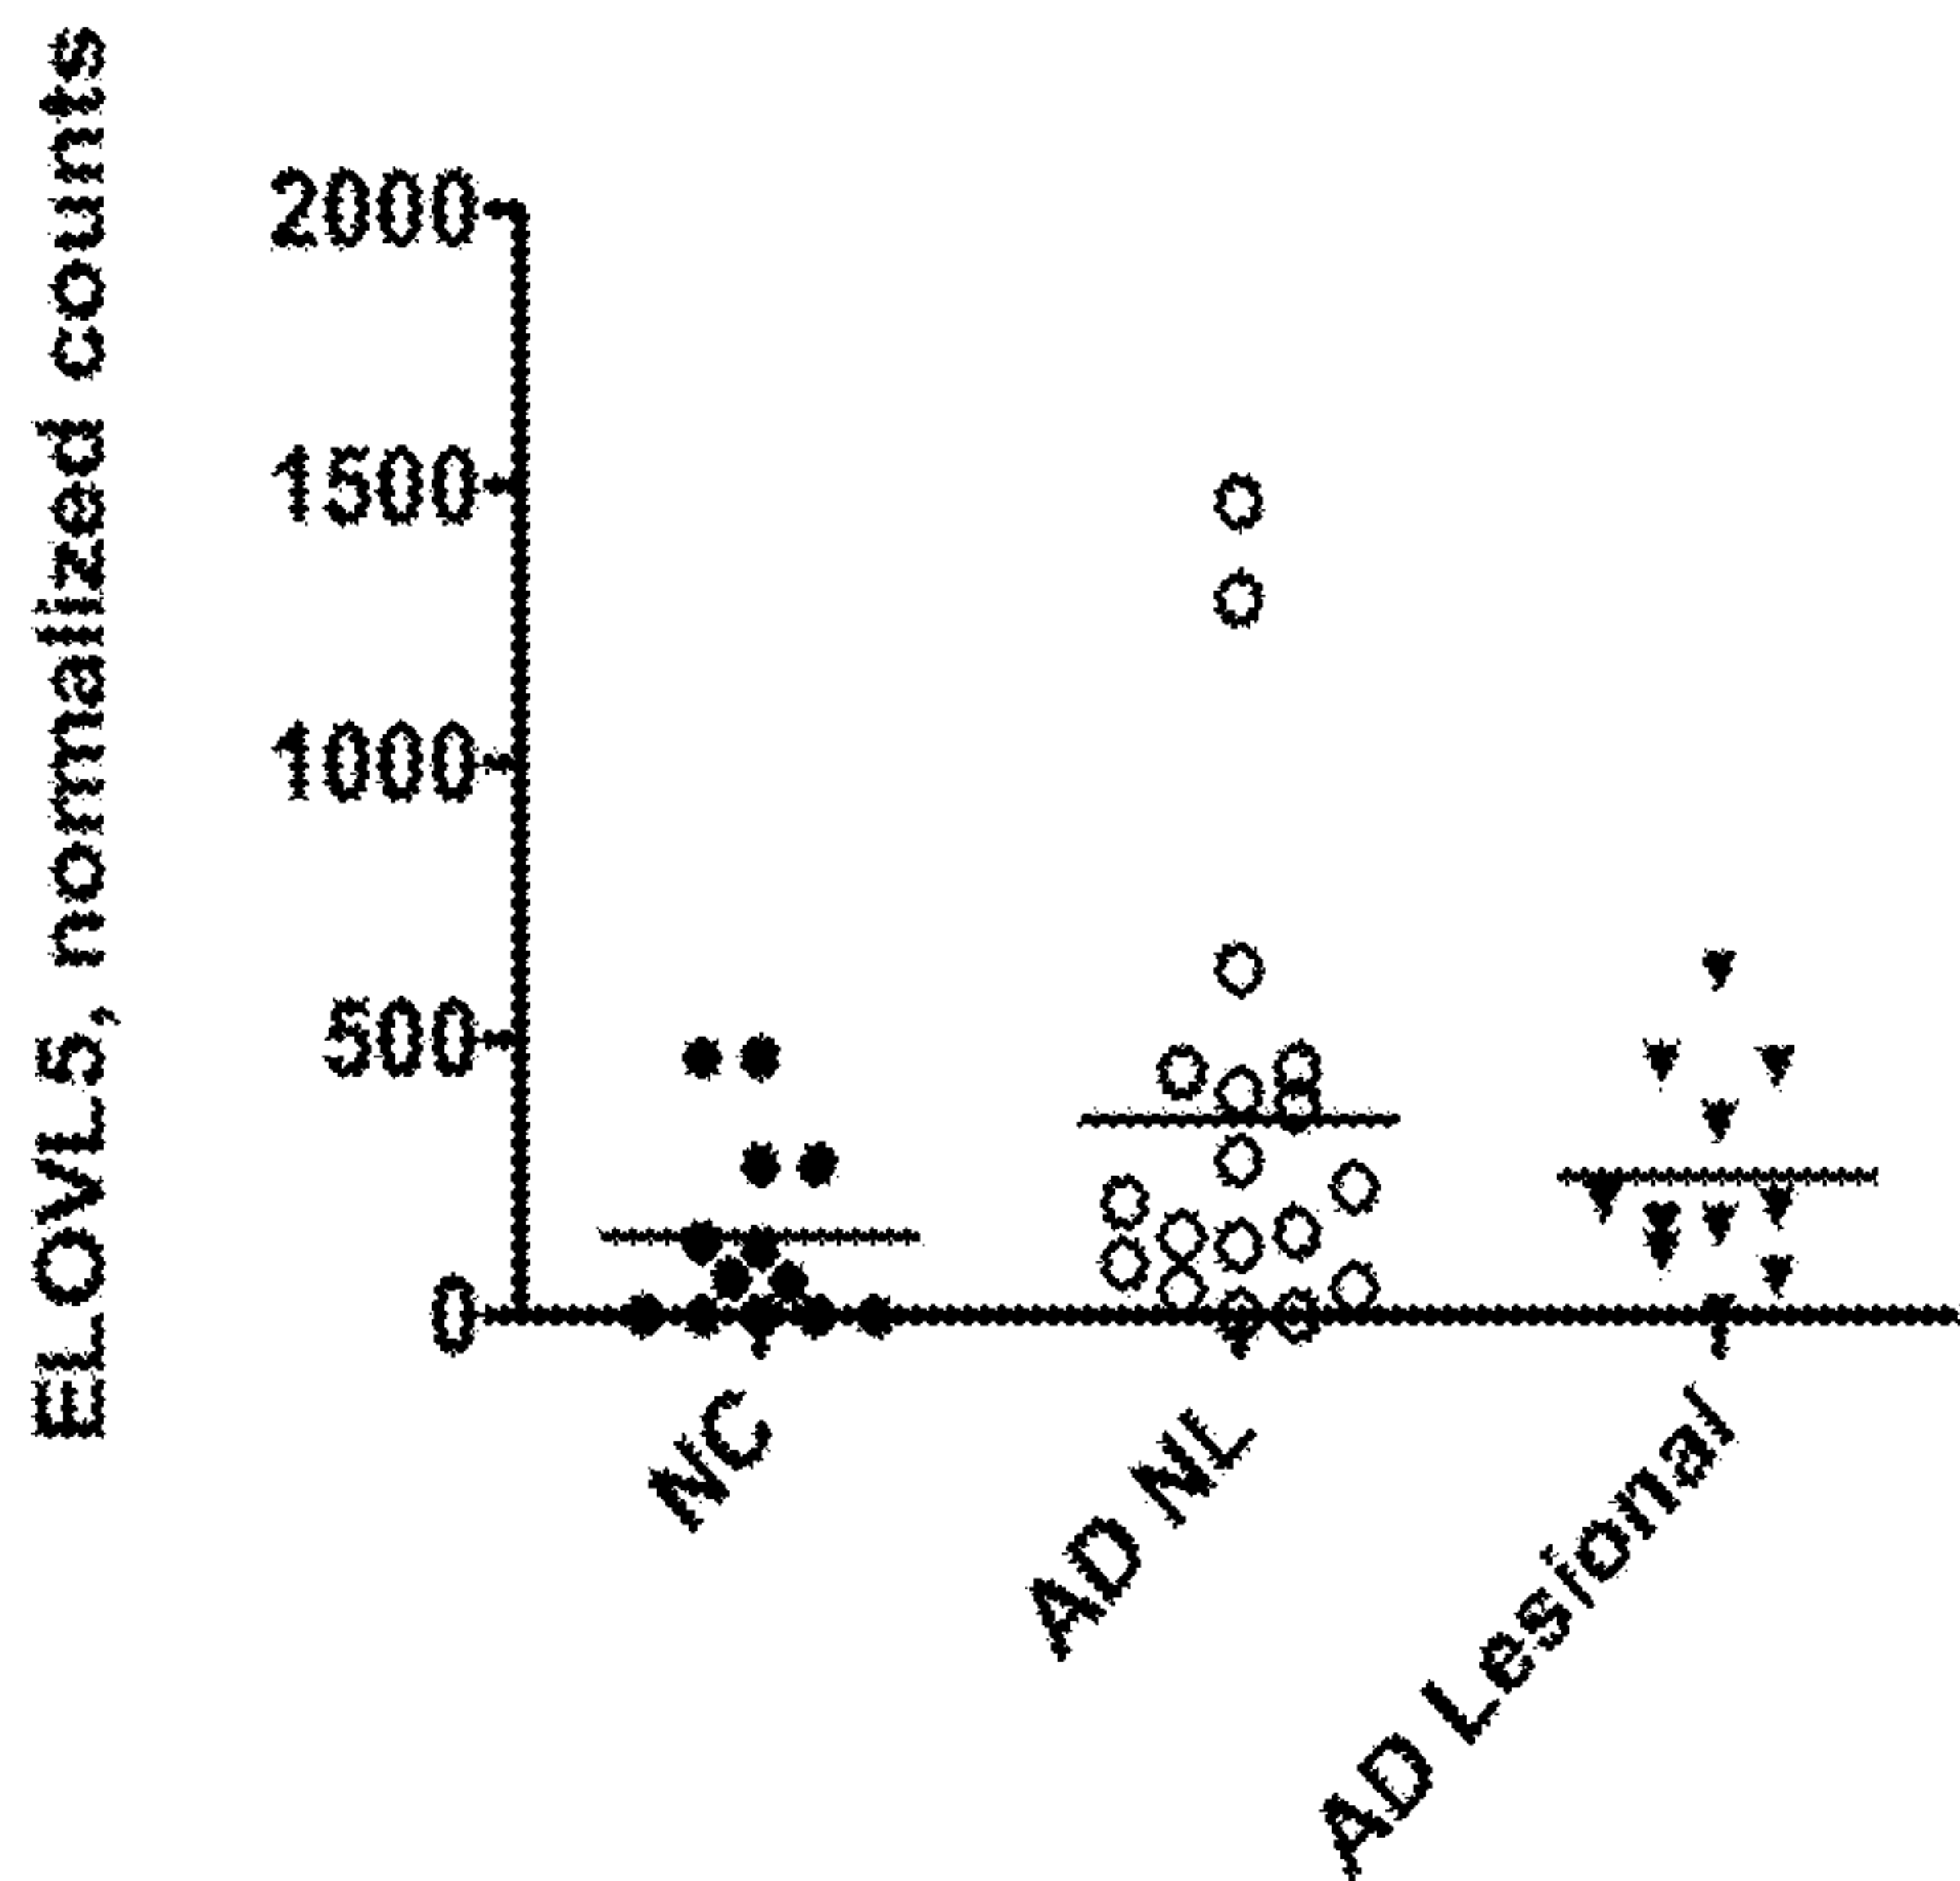 ELOVL5, normalized counts
2000
1500
1000
500
0
NC
AD NL
AD Lesional